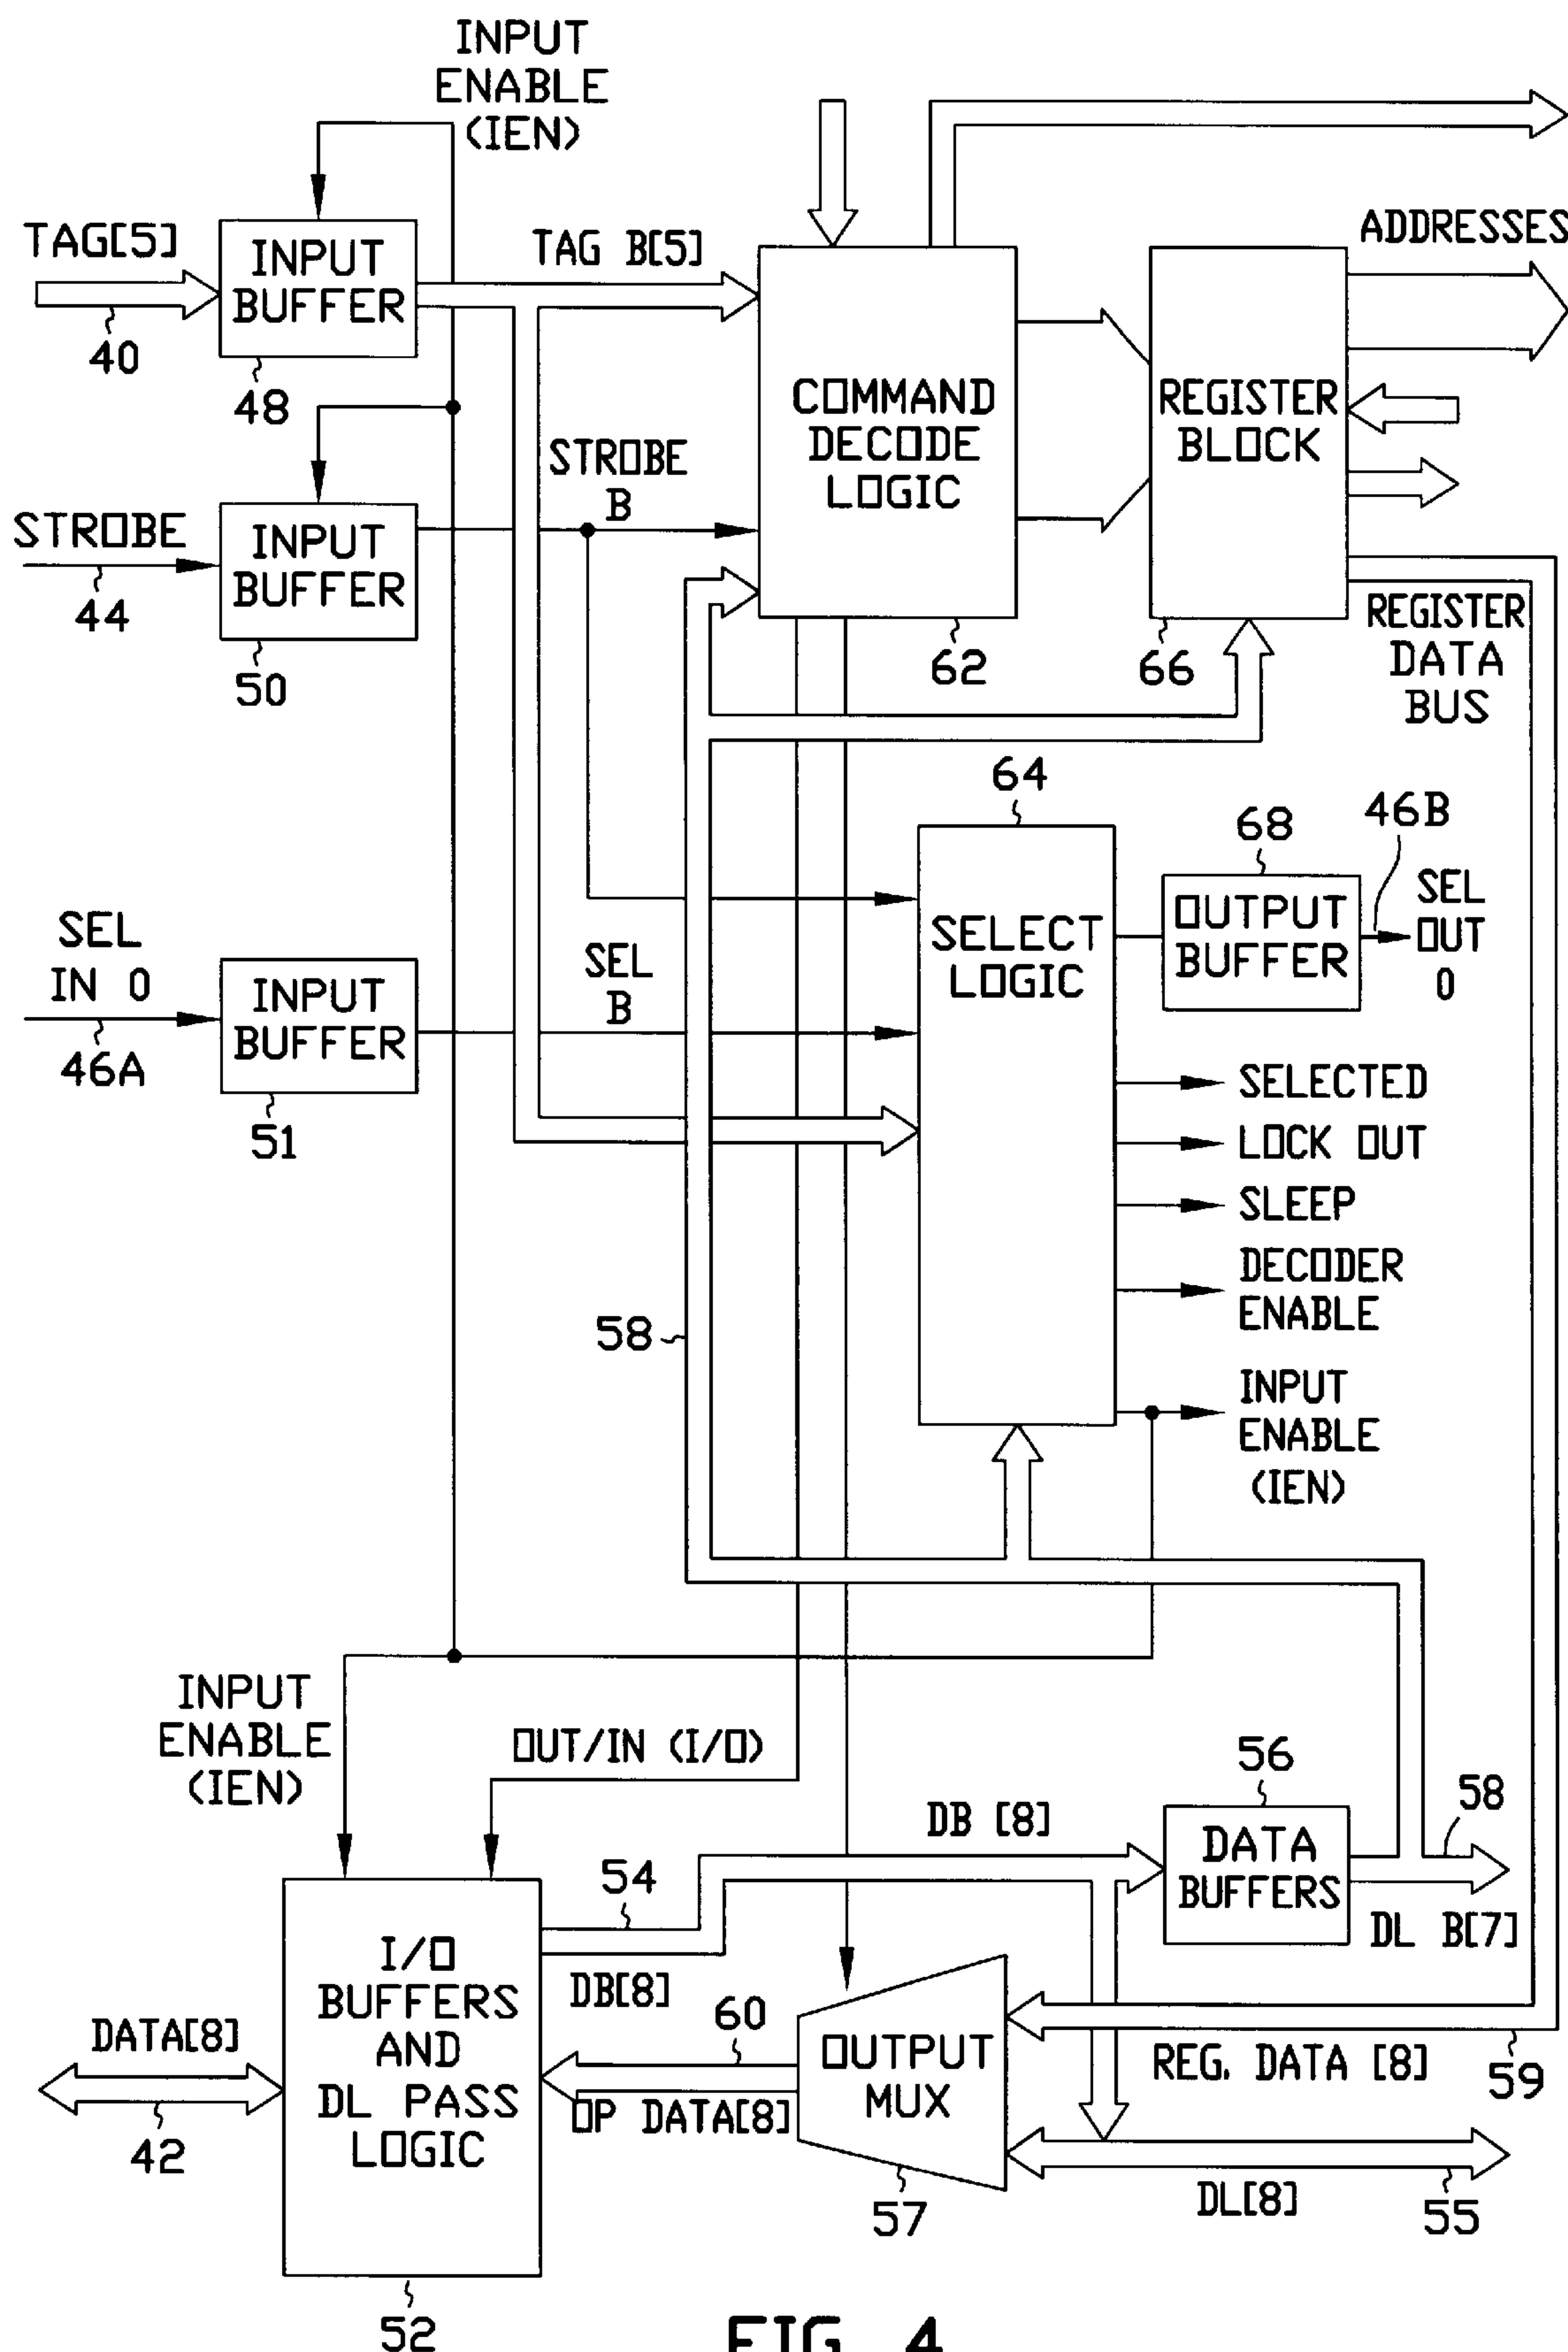 INPUT
ENABLE
(IEN)
TAG[5]
40
INPUT
BUFFER
48
TAG B[5]
COMMAND
DECODE
LOGIC
62
REGISTER
BLOCK
66
ADDRESSES
REGISTER
DATA
BUS
STROBE
44
INPUT
BUFFER
50
STROBE
B
64
SELECT
LOGIC
68
OUTPUT
BUFFER
46B
SEL
OUT
0
SEL
IN 0
46A
INPUT
BUFFER
51
SEL
B
SELECTED
LOCK OUT
SLEEP
DECODER
ENABLE
INPUT
ENABLE
(IEN)
58
INPUT
ENABLE
(IEN)
OUT/IN (I/O)
DB [8]
56
DATA
BUFFERS
58
DL B[7]
54
DB[8]
I/O
BUFFERS
AND
DL PASS
LOGIC
52
DATA[8]
42
60
OP DATA[8]
OUTPUT
MUX
57
REG. DATA [8]
59
DL[8]
55
FIG. 4